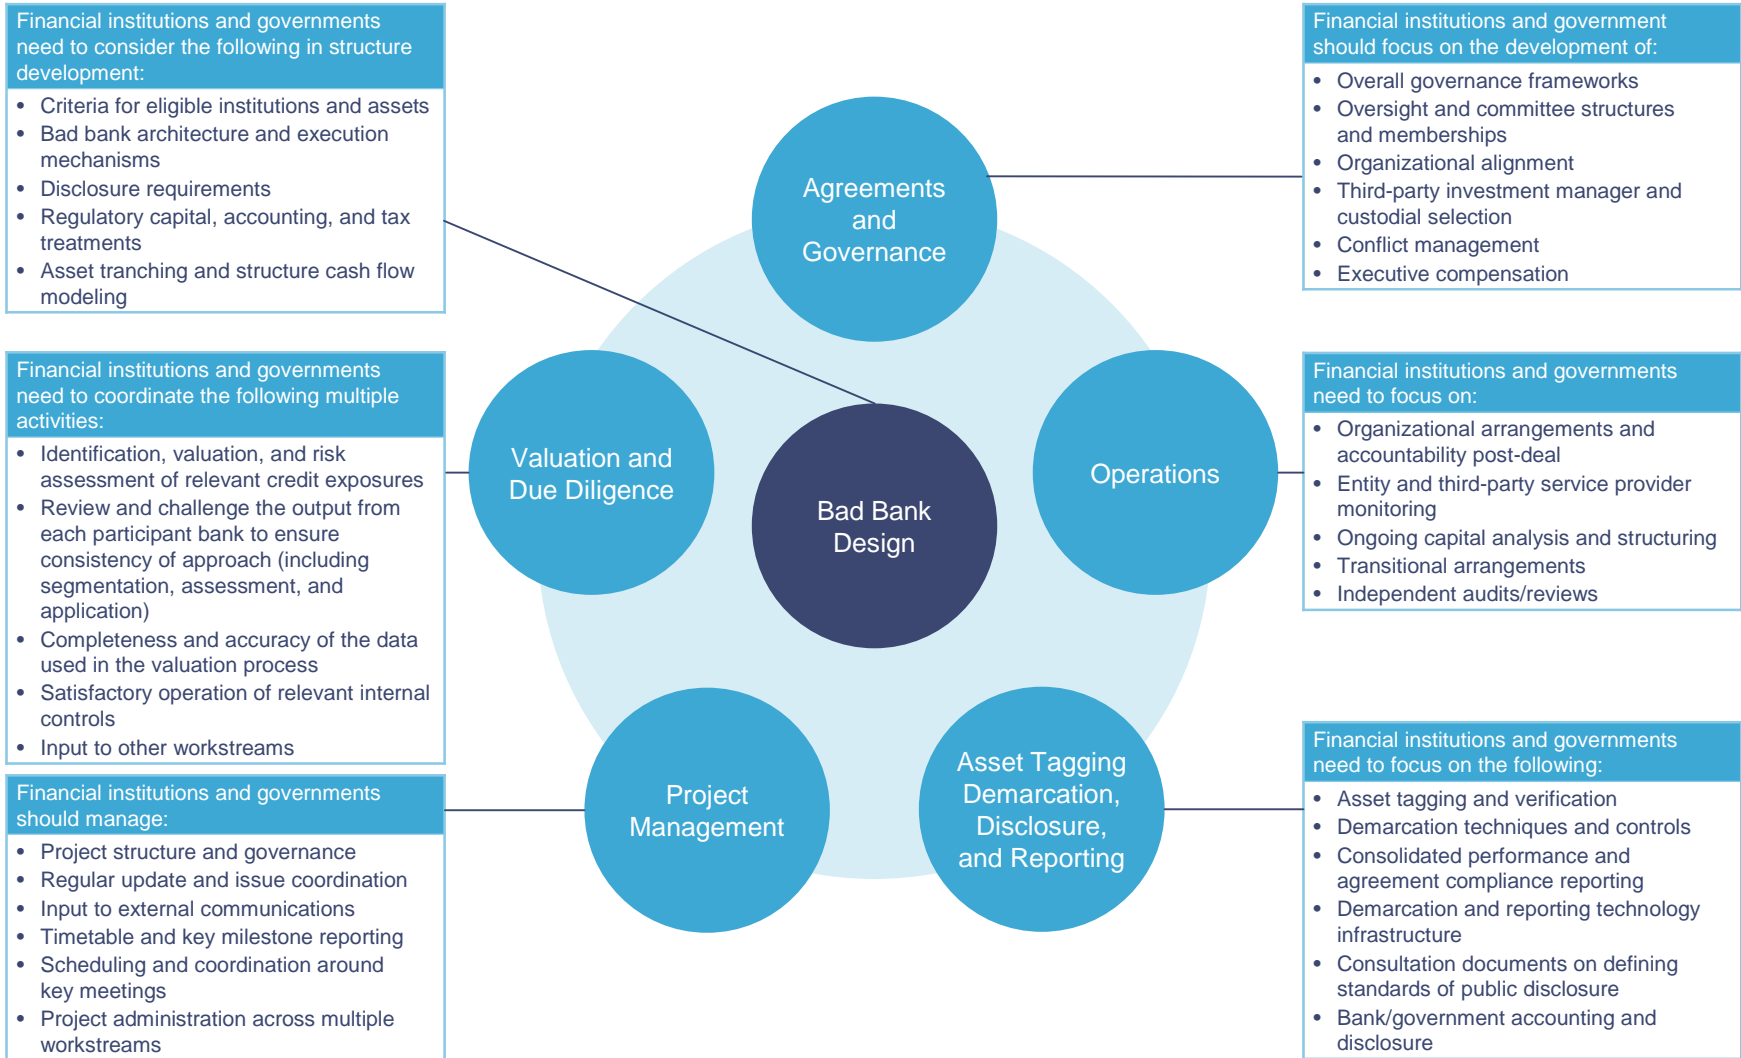 Financial institutions and governments
need to consider the following in structure
development:
• Criteria for eligible institutions and assets
• Bad bank architecture and execution
mechanisms
• Disclosure requirements
• Regulatory capital, accounting, and tax
treatments
• Asset tranching and structure cash flow
modeling
Financial institutions and governments
need to coordinate the following multiple
activities:
• Identification, valuation, and risk
assessment of relevant credit exposures
• Review and challenge the output from
each participant bank to ensure
consistency of approach (including
segmentation, assessment, and
application)
• Completeness and accuracy of the data
used in the valuation process
• Satisfactory operation of relevant internal
controls
• Input to other workstreams
Financial institutions and governments
should manage:
• Project structure and governance
• Regular update and issue coordination
• Input to external communications
• Timetable and key milestone reporting
• Scheduling and coordination around
key meetings
• Project administration across multiple
workstreams
Agreements
and
Governance
Valuation and
Due Diligence
Bad Bank
Design
Operations
Project
Management
Asset Tagging
Demarcation,
Disclosure,
and Reporting
Financial institutions and government
should focus on the development of:
• Overall governance frameworks
• Oversight and committee structures
and memberships
• Organizational alignment
• Third-party investment manager and
custodial selection
• Conflict management
• Executive compensation
Financial institutions and governments
need to focus on:
• Organizational arrangements and
accountability post-deal
• Entity and third-party service provider
monitoring
• Ongoing capital analysis and structuring
• Transitional arrangements
• Independent audits/reviews
Financial institutions and governments
need to focus on the following:
• Asset tagging and verification
• Demarcation techniques and controls
• Consolidated performance and
agreement compliance reporting
• Demarcation and reporting technology
infrastructure
• Consultation documents on defining
standards of public disclosure
• Bank/government accounting and
disclosure